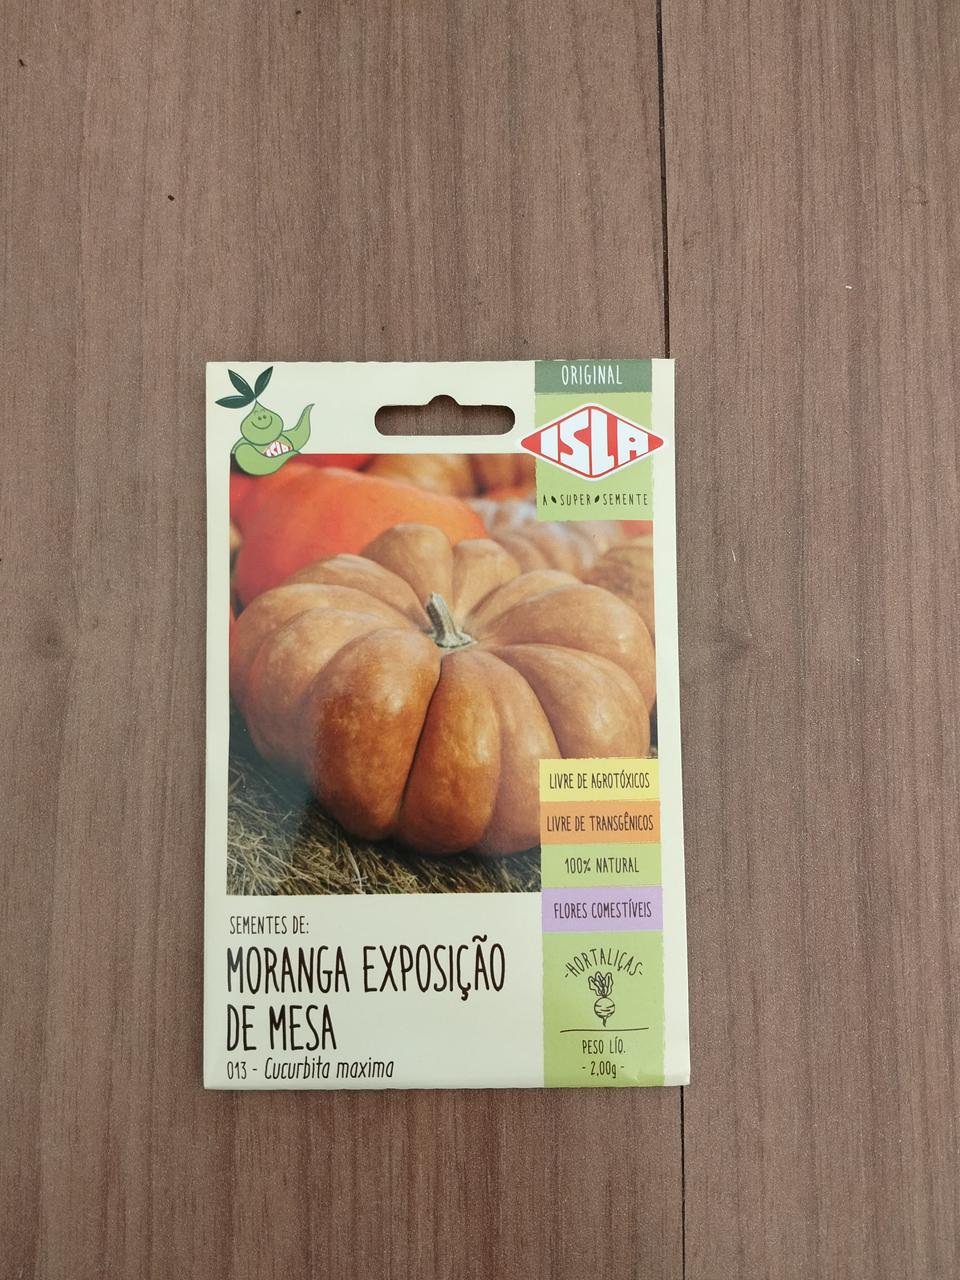 ORIGINAL
ISLA
A SUPER SEMENTE
ISLA
LIVRE DE AGROTÓXICOS
LIVRE DE TRANSGÊNICOS
100% NATURAL
FLORES COMESTÍVEIS
SEMENTES DE:
MORANGA EXPOSIÇÃO
DE MESA
013 - Cucurbita maxima
-HORTALIÇAS-
PESO LÍQ.
- 2,00g -